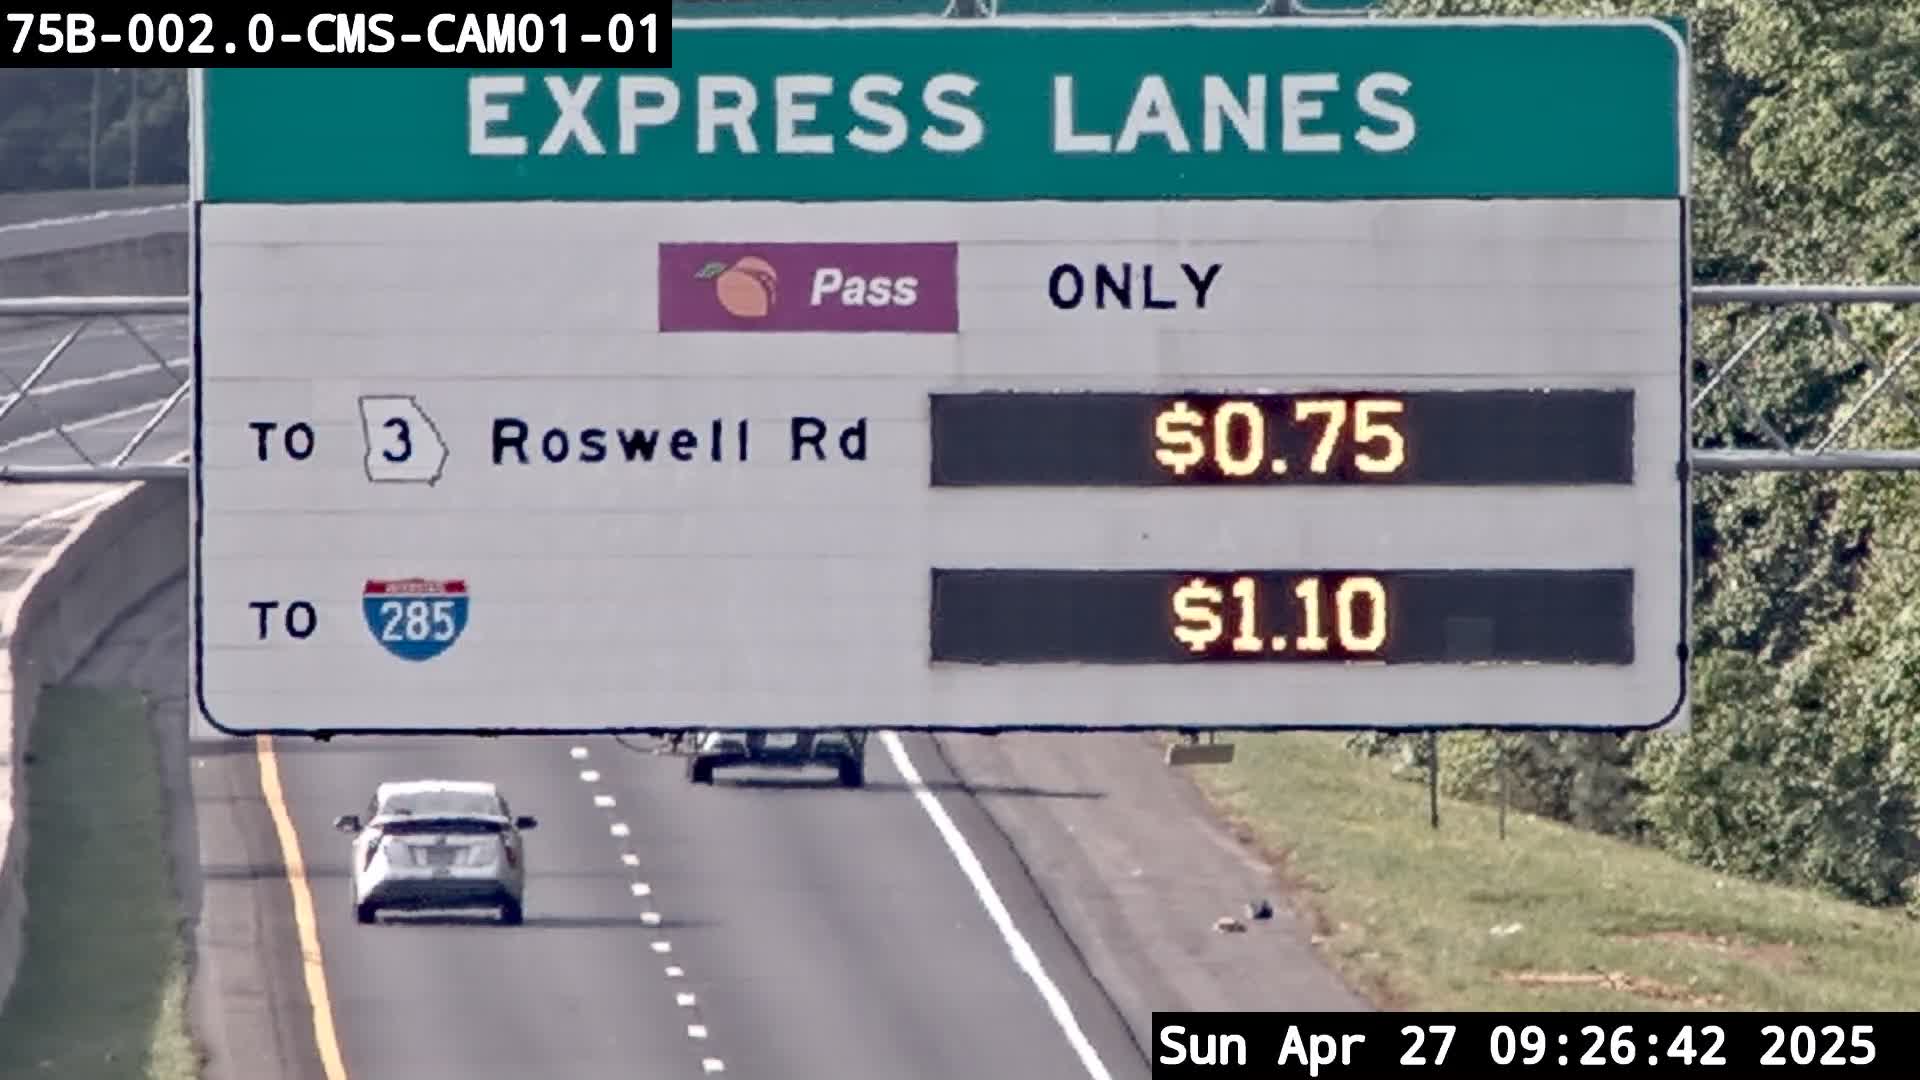 75B-002.0-CMS-CAM01-01
EXPRESS LANES
Pass ONLY
TO 3 Roswell Rd $0.75
INTERSTATE
TO 285 $1.10
Sun Apr 27 09:26:42 2025